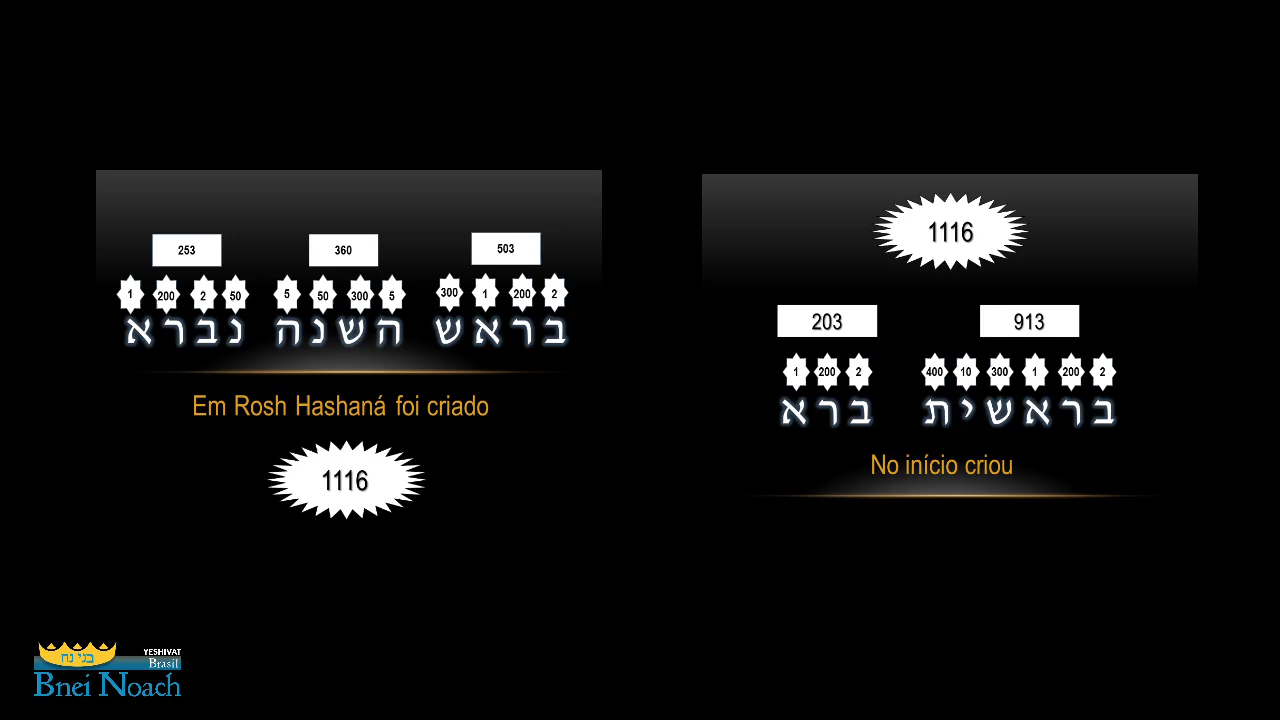 253 360 503
1 200 2 50 5 50 300 5 300 1 200 2
בראש השנה נברא
Em Rosh Hashaná foi criado
1116
1116
203 913
1 200 2 400 10 300 1 200 2
בראשית ברא
No início criou
בני נח
YESHIVAT
Brasil
Bnei Noach